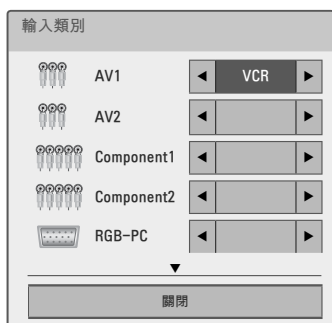 輸入類別
AV1 ◀ VCR ▶
AV2 ◀ ▶
Component1 ◀ ▶
Component2 ◀ ▶
RGB-PC ◀ ▶
▼
關閉